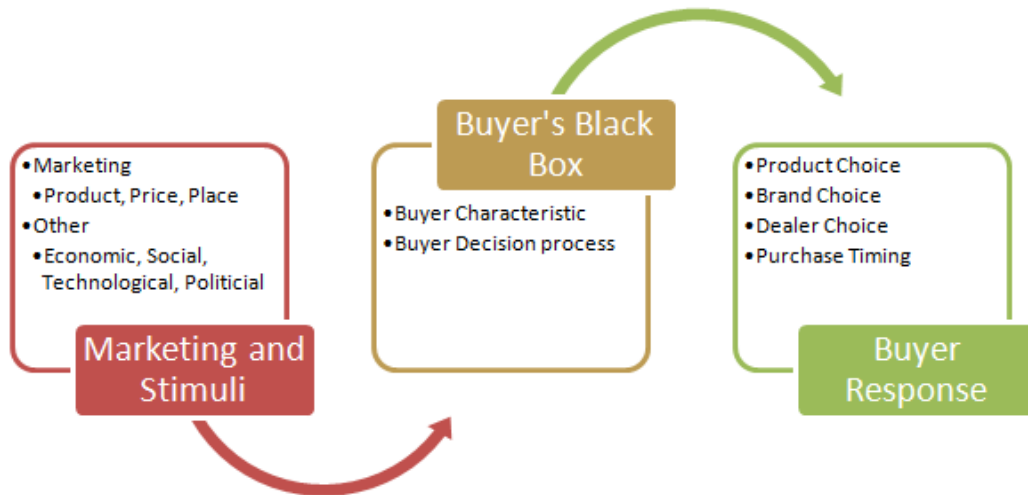 •Marketing
•Product, Price, Place
•Other
•Economic, Social,
Technological, Politicial
Marketing and
Stimuli
Buyer's Black
Box
•Buyer Characteristic
•Buyer Decision process
•Product Choice
•Brand Choice
•Dealer Choice
•Purchase Timing
Buyer
Response